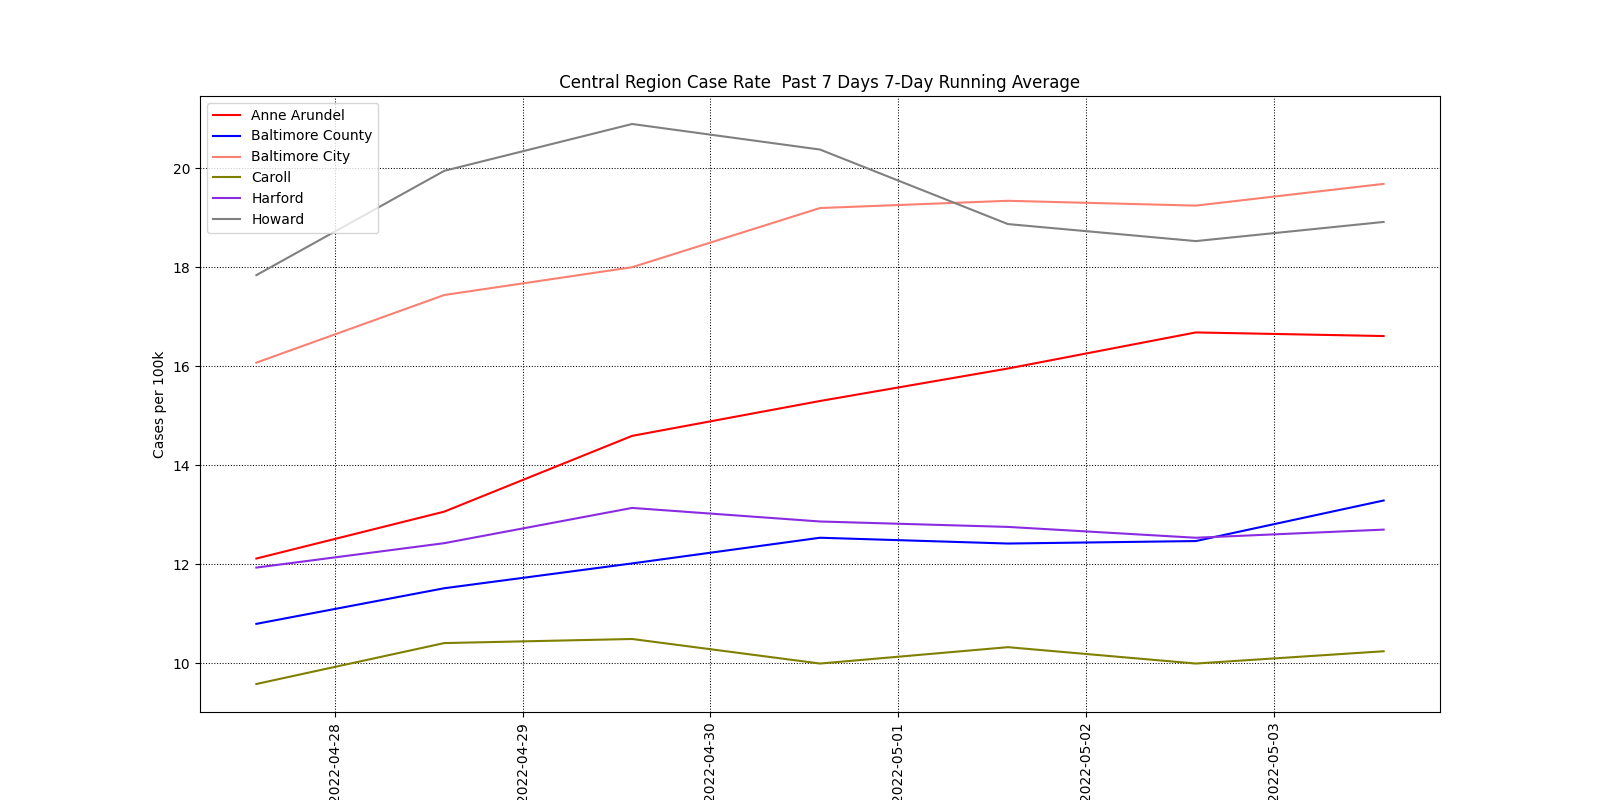 Central Region Case Rate  Past 7 Days 7-Day Running Average
Anne Arundel
Baltimore County
Baltimore City
Caroll
Harford
Howard
Cases per 100k
20
18
16
14
12
10
2022-04-28
2022-04-29
2022-04-30
2022-05-01
2022-05-02
2022-05-03